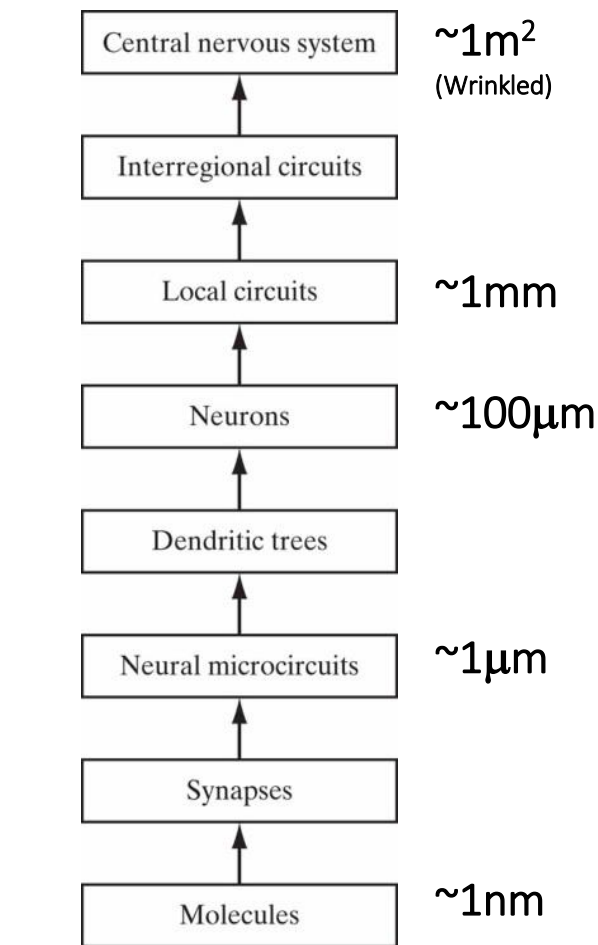 Central nervous system
~1m²
(Wrinkled)
Interregional circuits
Local circuits
~1mm
Neurons
~100μm
Dendritic trees
Neural microcircuits
~1μm
Synapses
Molecules
~1nm